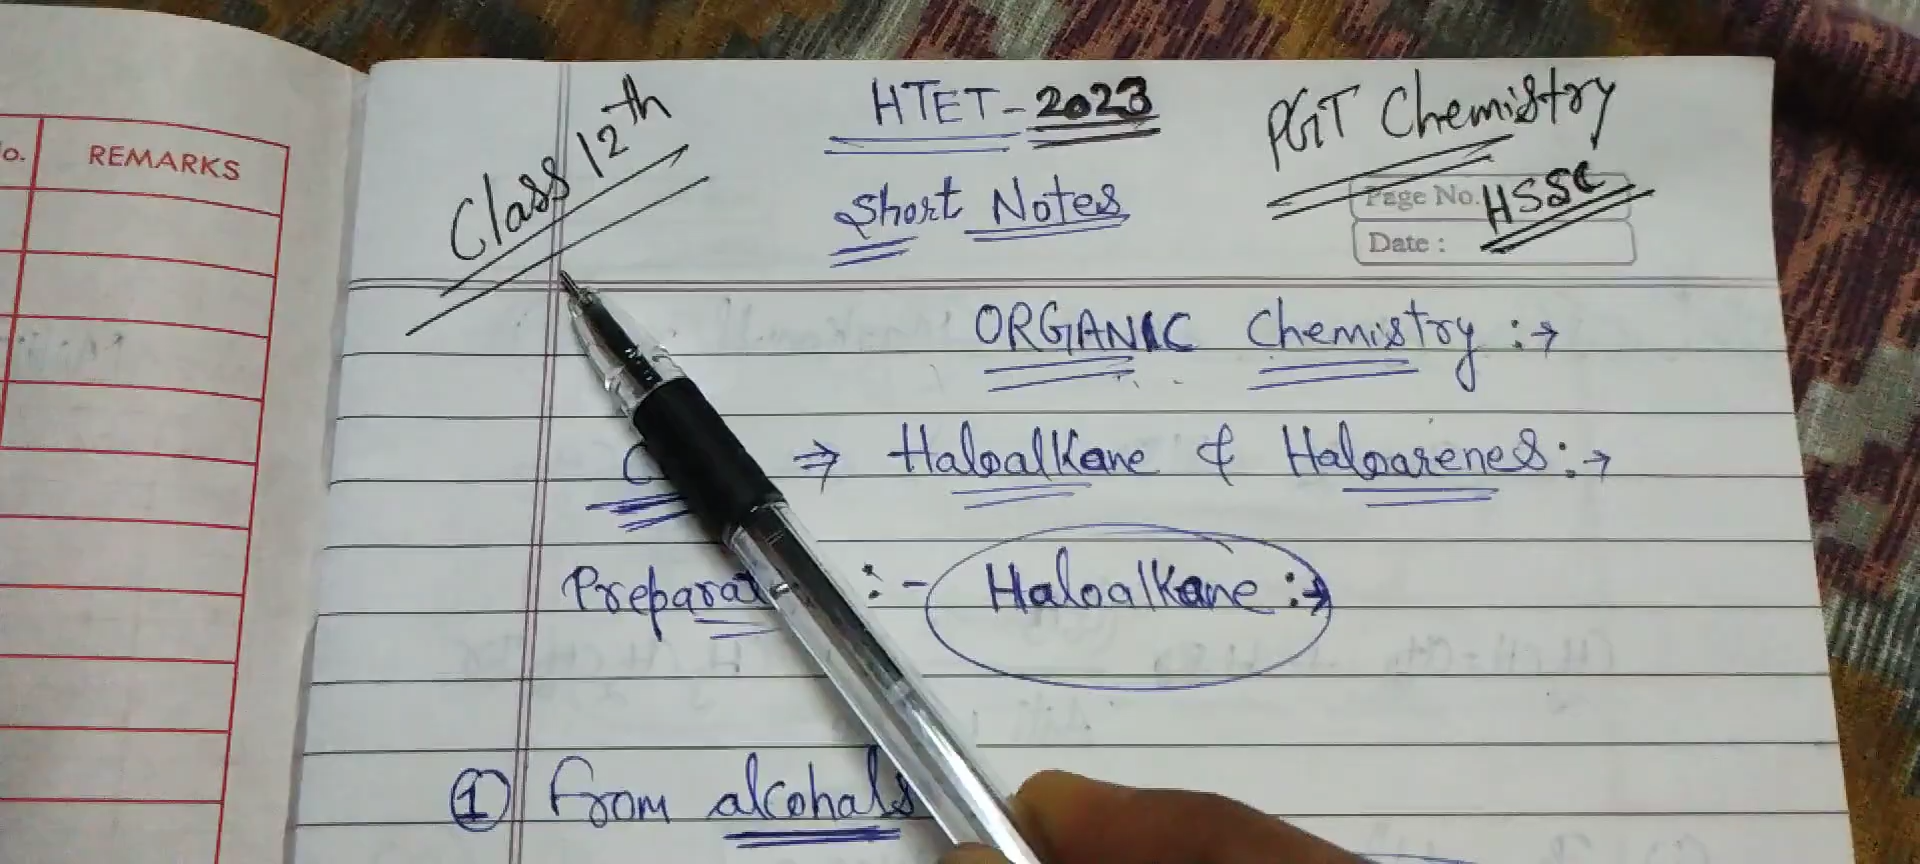 o. REMARKS
Class 12th
HTET-2023
PGT Chemistry
Short Notes
Page No. HSSC
Date :
ORGANIC Chemistry :→
⇒ Haloalkane & Haloarenes :→
:- Haloalkane :→
① from alcohals